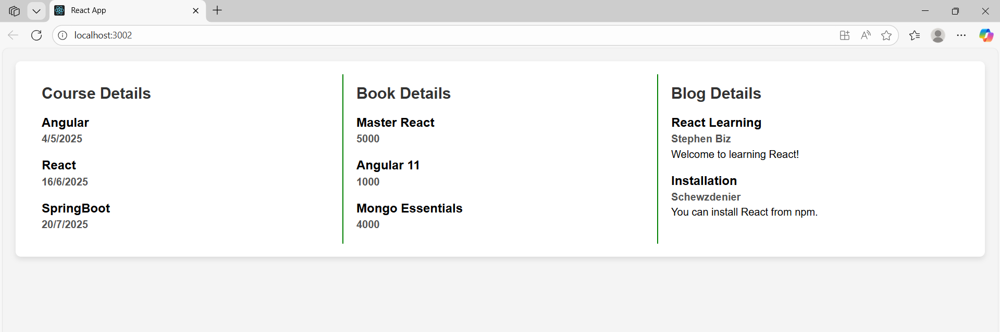 React App
localhost:3002
Course Details
Angular
4/5/2025
React
16/6/2025
SpringBoot
20/7/2025
Book Details
Master React
5000
Angular 11
1000
Mongo Essentials
4000
Blog Details
React Learning
Stephen Biz
Welcome to learning React!
Installation
Schewzdenier
You can install React from npm.